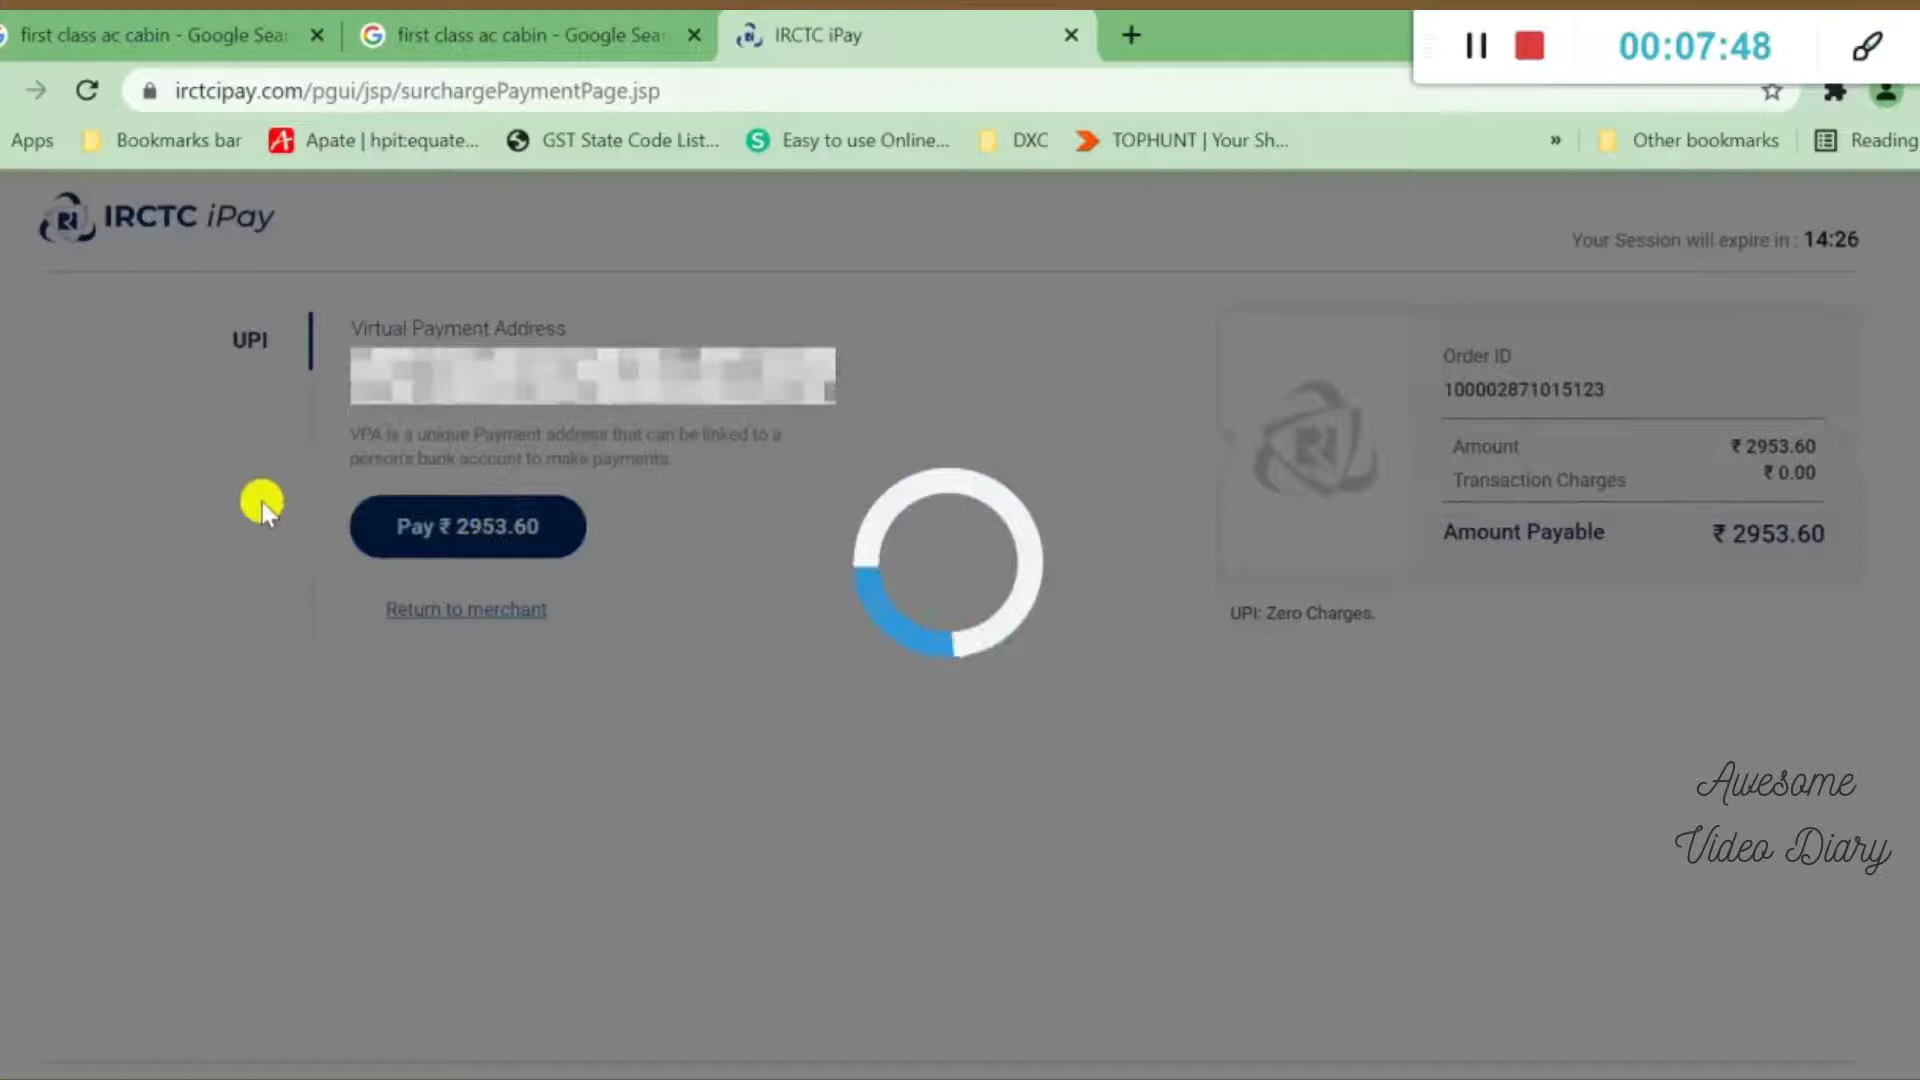 first class ac cabin - Google Sea
first class ac cabin - Google Sear
IRCTC iPay
00:07:48
irctcipay.com/pgui/jsp/surchargePaymentPage.jsp
Apps
Bookmarks bar
Apate | hpit:equate...
GST State Code List...
Easy to use Online...
DXC
TOPHUNT | Your Sh...
»
Other bookmarks
Reading
IRCTC iPay
Your Session will expire in : 14:26
UPI
Virtual Payment Address
VPA is a unique Payment address that can be linked to a
person's bank account to make payments.
Pay ₹ 2953.60
Return to merchant
Order ID
100002871015123
Amount ₹ 2953.60
Transaction Charges ₹ 0.00
Amount Payable ₹ 2953.60
UPI: Zero Charges.
Awesome
Video Diary